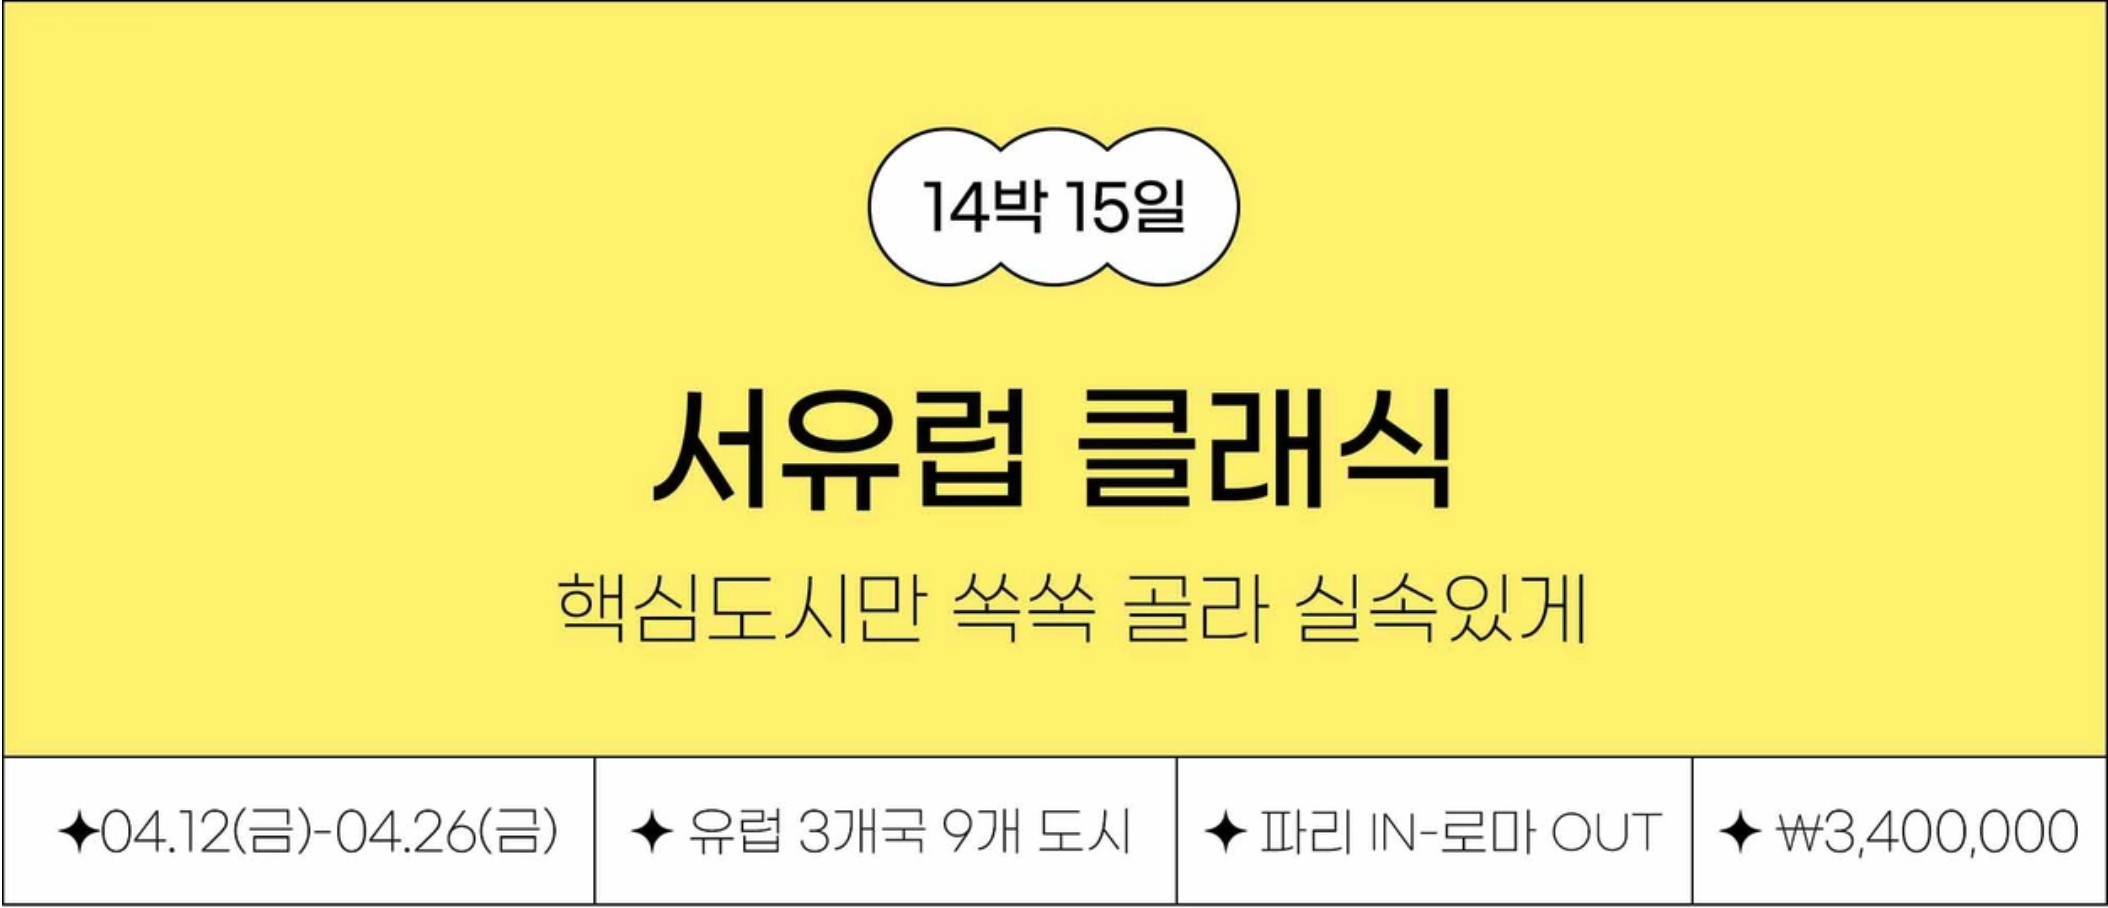 14박 15일
서유럽 클래식
핵심도시만 쏙쏙 골라 실속있게
✦04.12(금)-04.26(금)
✦ 유럽 3개국 9개 도시
✦ 파리 IN-로마 OUT
✦ ₩3,400,000